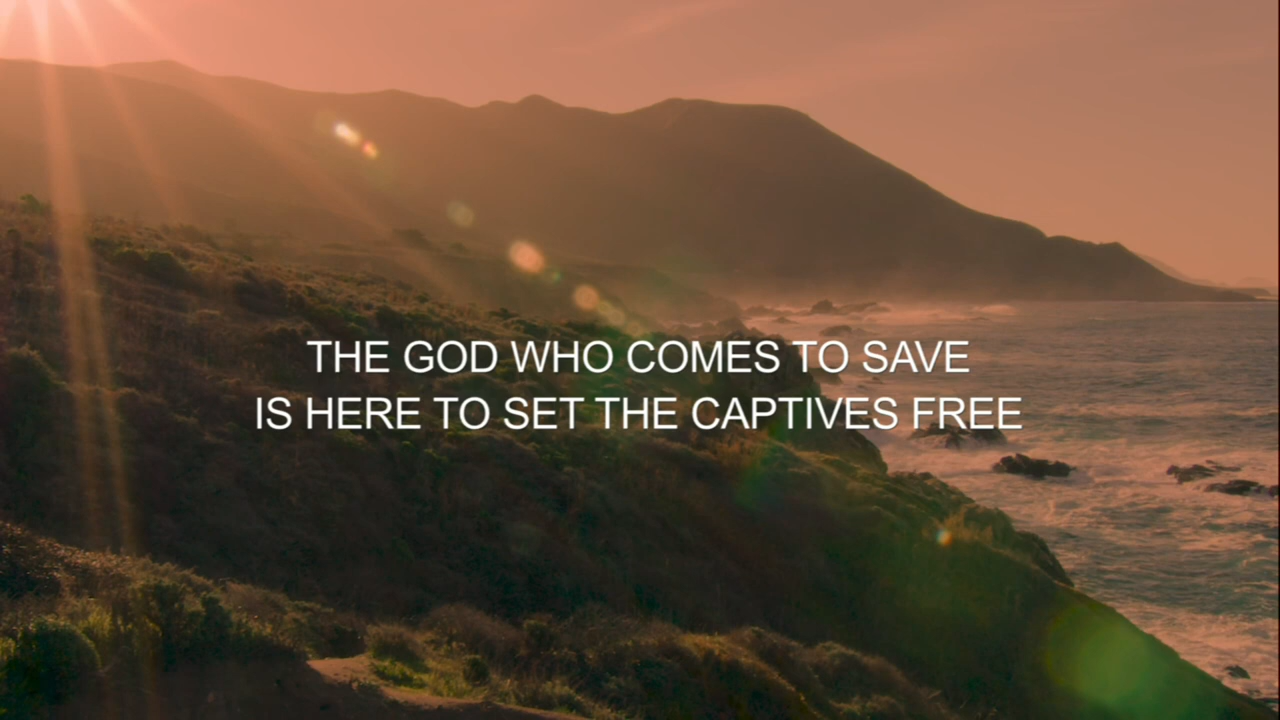 THE GOD WHO COMES TO SAVE
IS HERE TO SET THE CAPTIVES FREE